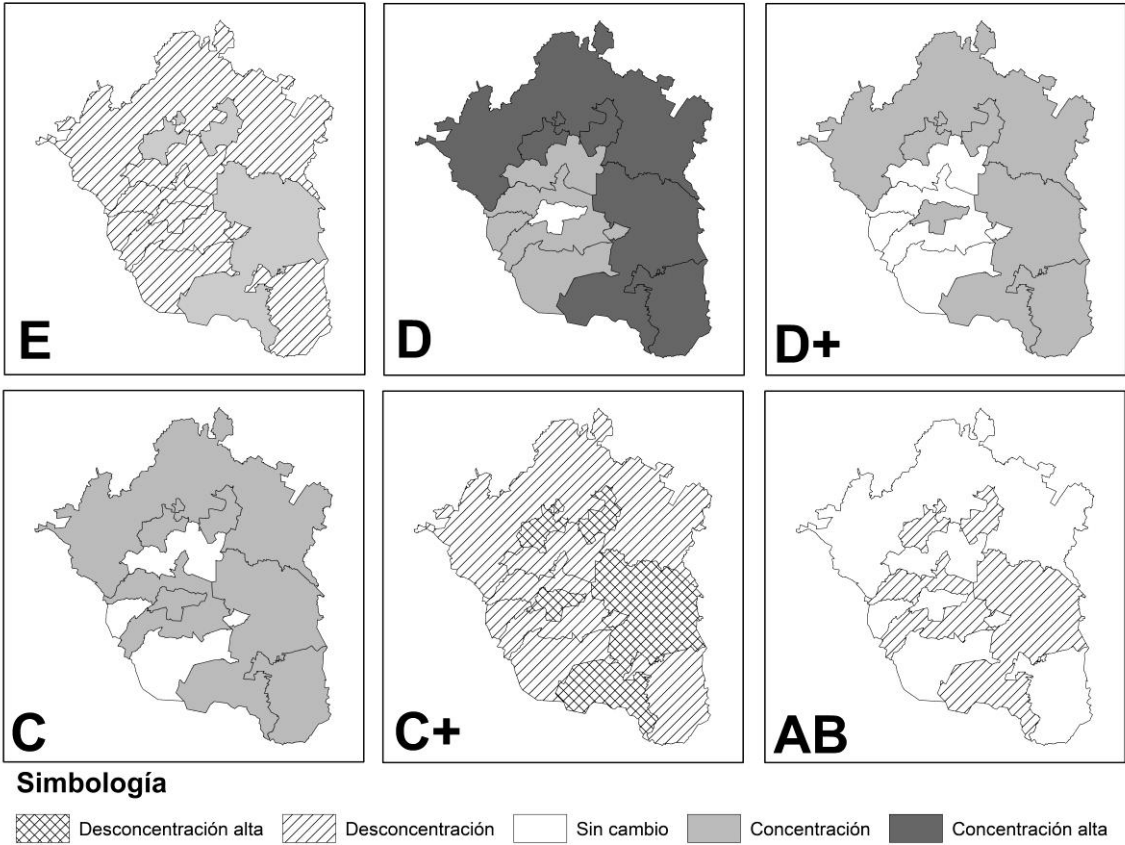 E
D
D+
C
C+
AB
Simbología
Desconcentración alta Desconcentración Sin cambio Concentración Concentración alta